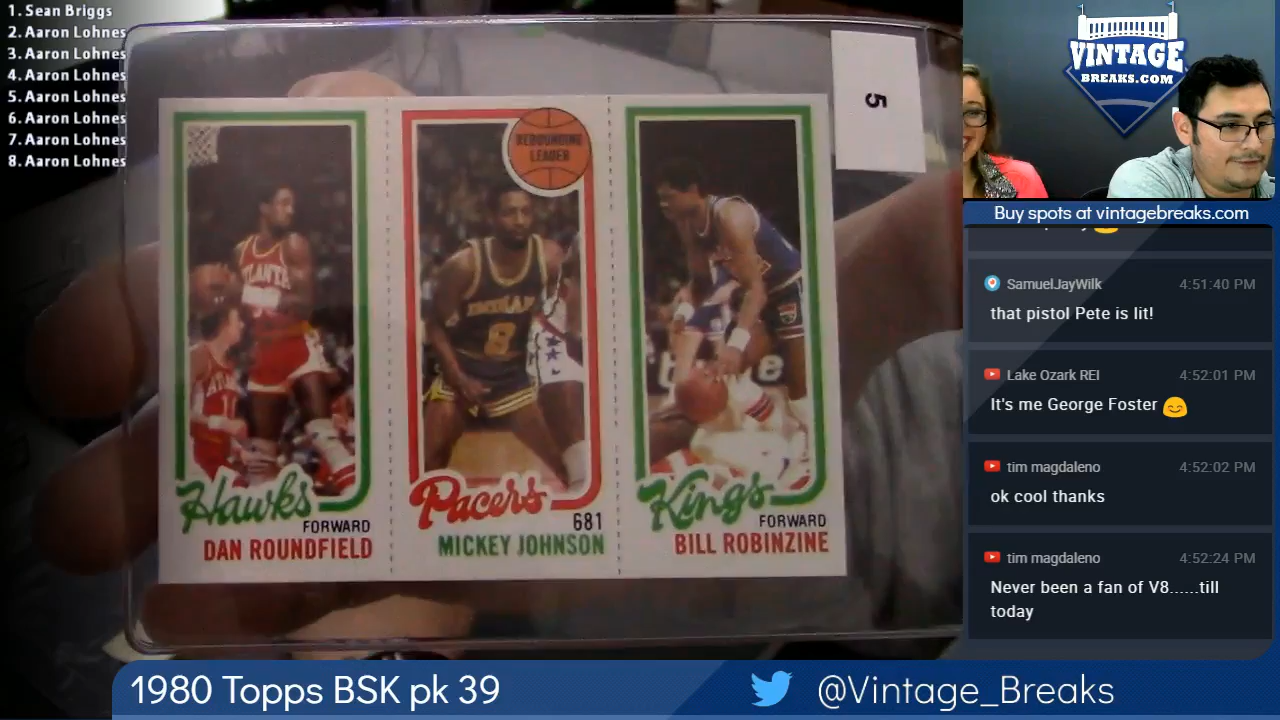 1. Sean Briggs
2. Aaron Lohnes
3. Aaron Lohnes
4. Aaron Lohnes
5. Aaron Lohnes
6. Aaron Lohnes
7. Aaron Lohnes
8. Aaron Lohnes
REBOUNDING
LEADER
5
ATLANTA
INDIANA
8
Hawks
FORWARD
DAN ROUNDFIELD
Pacers
681
MICKEY JOHNSON
Kings
FORWARD
BILL ROBINZINE
VINTAGE
BREAKS.COM
Buy spots at vintagebreaks.com
SamuelJayWilk 4:51:40 PM
that pistol Pete is lit!
Lake Ozark REI 4:52:01 PM
It's me George Foster 😊
tim magdaleno 4:52:02 PM
ok cool thanks
tim magdaleno 4:52:24 PM
Never been a fan of V8......till
today
1980 Topps BSK pk 39
@Vintage_Breaks